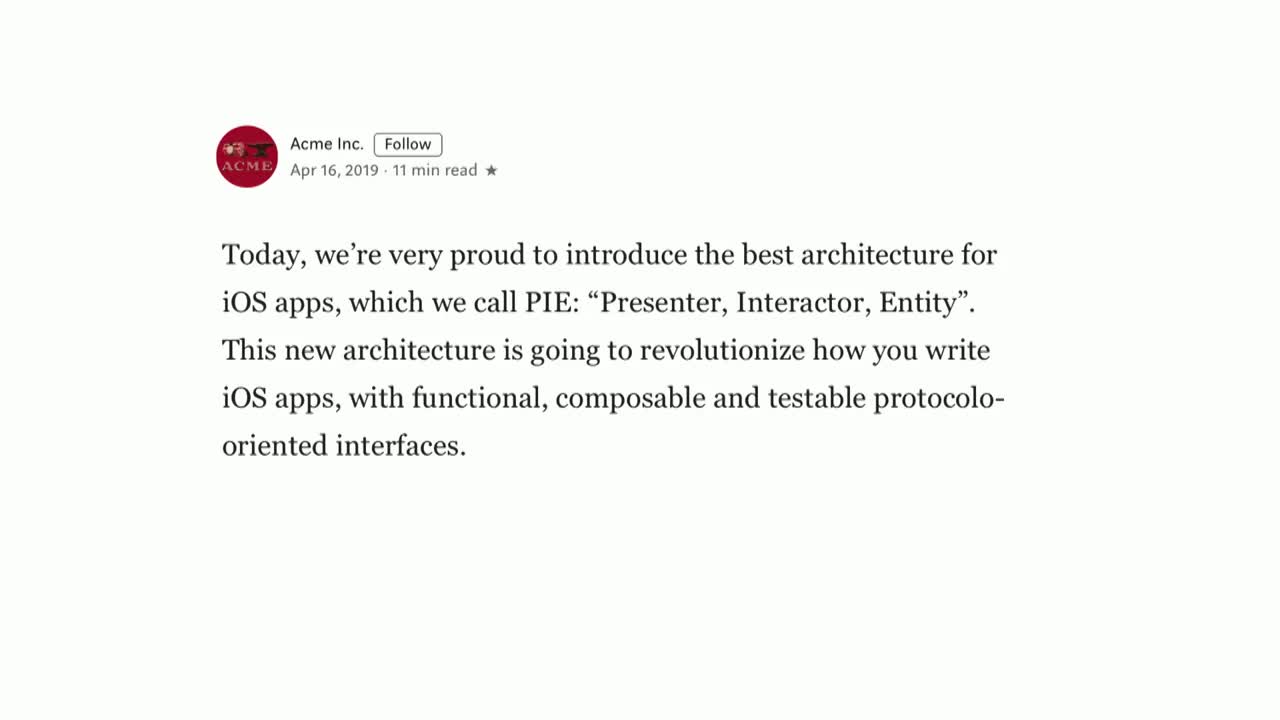 ACME
Acme Inc. Follow
Apr 16, 2019 · 11 min read ★
Today, we’re very proud to introduce the best architecture for
iOS apps, which we call PIE: “Presenter, Interactor, Entity”.
This new architecture is going to revolutionize how you write
iOS apps, with functional, composable and testable protocolo-
oriented interfaces.